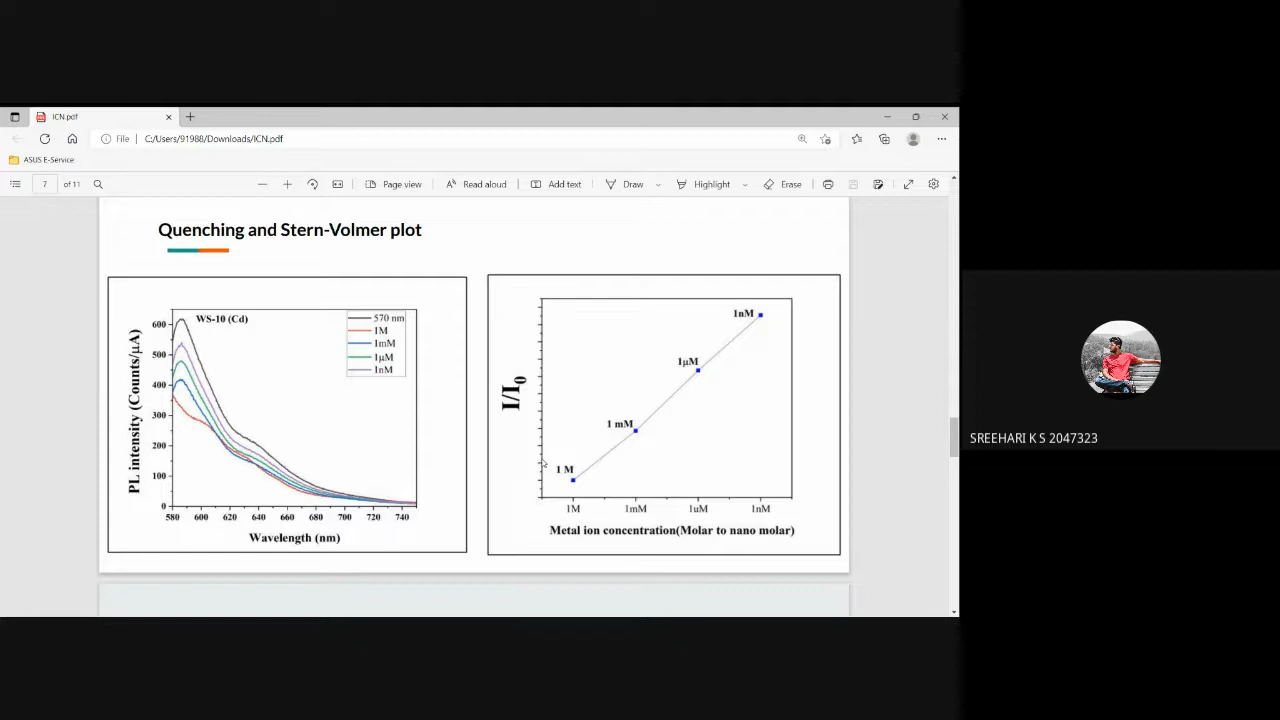 ICN.pdf
File | C:/Users/91988/Downloads/ICN.pdf
ASUS E-Service
7 of 11
Page view
Read aloud
Add text
Draw
Highlight
Erase
Quenching and Stern-Volmer plot
WS-10 (Cd)
570 nm
1M
1mM
1µM
1nM
PL intensity (Counts/µA)
600
500
400
300
200
100
0
580 600 620 640 660 680 700 720 740
Wavelength (nm)
I/I0
1nM
1µM
1 mM
1 M
1M 1mM 1uM 1nM
Metal ion concentration(Molar to nano molar)
SREEHARI K S 2047323